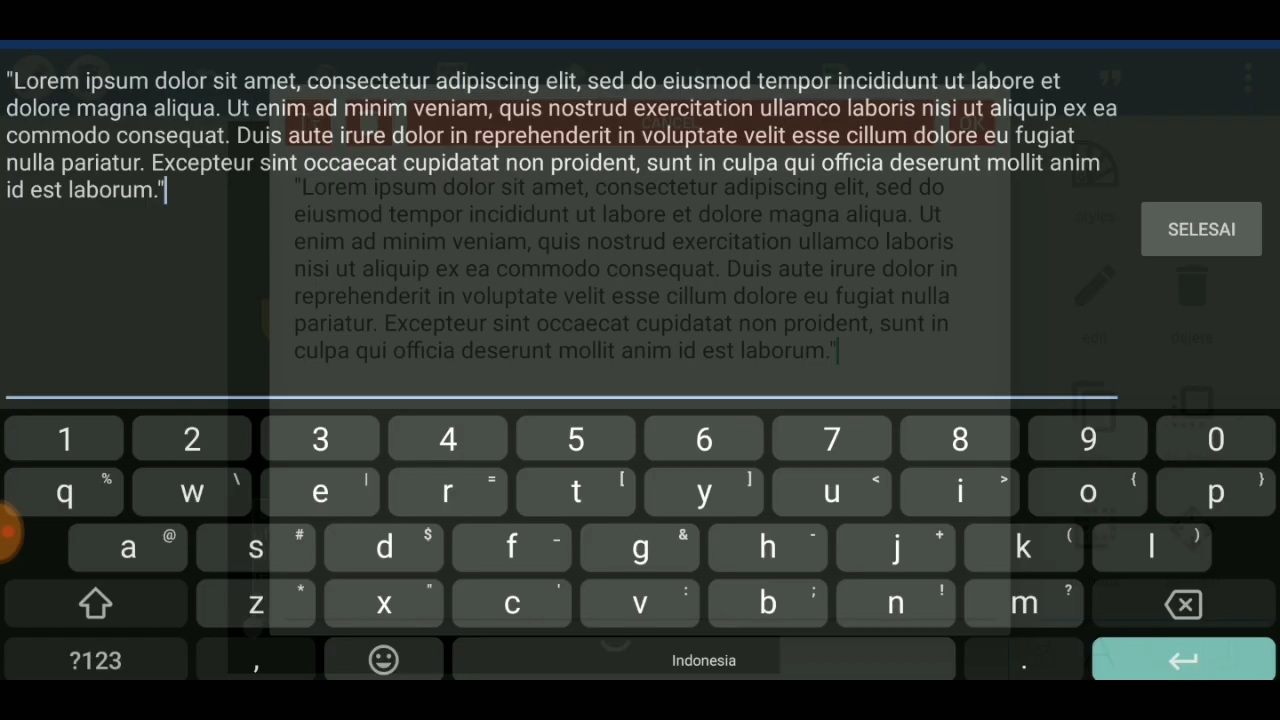 "Lorem ipsum dolor sit amet, consectetur adipiscing elit, sed do eiusmod tempor incididunt ut labore et
dolore magna aliqua. Ut enim ad minim veniam, quis nostrud exercitation ullamco laboris nisi ut aliquip ex ea
commodo consequat. Duis aute irure dolor in reprehenderit in voluptate velit esse cillum dolore eu fugiat
nulla pariatur. Excepteur sint occaecat cupidatat non proident, sunt in culpa qui officia deserunt mollit anim
id est laborum."
CANCEL
OK
"Lorem ipsum dolor sit amet, consectetur adipiscing elit, sed do
eiusmod tempor incididunt ut labore et dolore magna aliqua. Ut
enim ad minim veniam, quis nostrud exercitation ullamco laboris
nisi ut aliquip ex ea commodo consequat. Duis aute irure dolor in
reprehenderit in voluptate velit esse cillum dolore eu fugiat nulla
pariatur. Excepteur sint occaecat cupidatat non proident, sunt in
culpa qui officia deserunt mollit anim id est laborum."
styles
SELESAI
edit
delete
1 2 3 4 5 6 7 8 9 0
q % w \ e | r = t [ y ] u < i > o { p }
a @ s # d $ f _ g & h - j + k ( l )
z * x " c ' v : b ; n ! m ?
?123 , Indonesia .